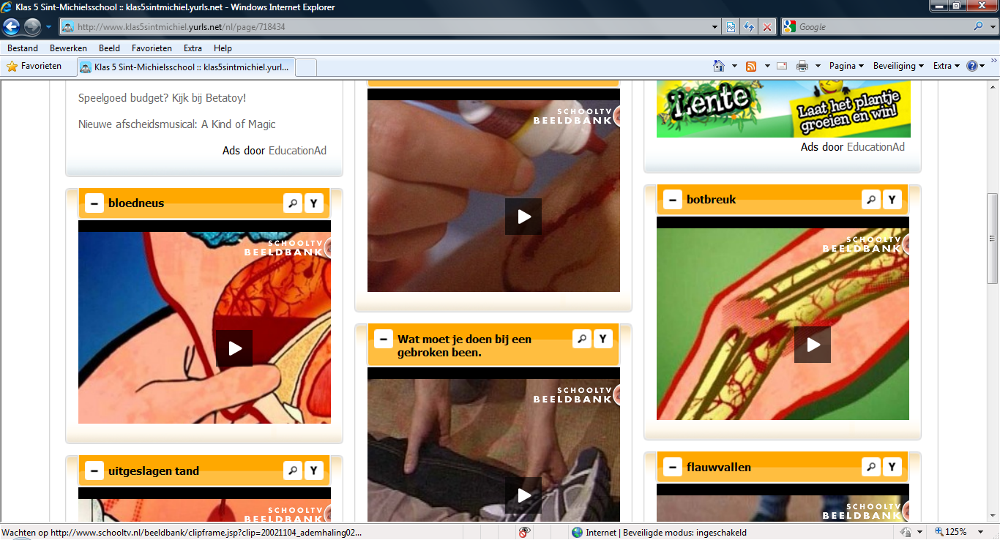 Klas 5 Sint-Michielsschool :: klas5sintmichiel.yurls.net - Windows Internet Explorer
http://www.klas5sintmichiel.yurls.net/nl/page/718434
Google
Bestand Bewerken Beeld Favorieten Extra Help
Favorieten
Klas 5 Sint-Michielsschool :: klas5sintmichiel.yurl...
Pagina Beveiliging Extra
Speelgoed budget? Kijk bij Betatoy!
Nieuwe afscheidsmusical: A Kind of Magic
Ads door EducationAd
bloedneus
Y
SCHOOLTV
BEELDBANK
uitgeslagen tand
Y
SCHOOLTV
BEELDBANK
SCHOOLTV
BEELDBANK
Wat moet je doen bij een
gebroken been.
Y
SCHOOLTV
BEELDBANK
Lente
Laat het plantje
groeien en win!
Ads door EducationAd
botbreuk
Y
SCHOOLTV
BEELDBANK
flauwvallen
Y
SCHOOLTV
BEELDBANK
Wachten op http://www.schooltv.nl/beeldbank/clipframe.jsp?clip=20021104_ademhaling02...
Internet | Beveiligde modus: ingeschakeld
125%